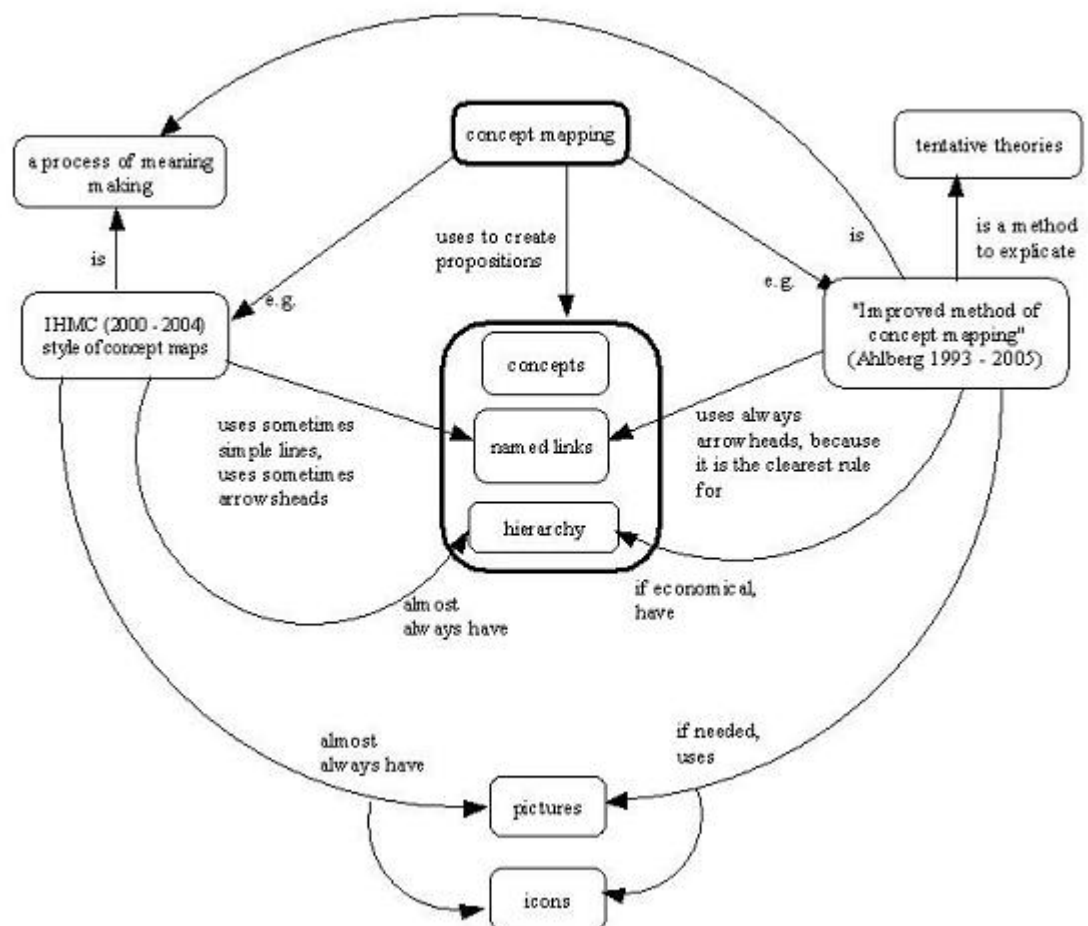 concept mapping
tentative theories
a process of meaning
making
uses to create
propositions
is
is a method
to explicate
is
e.g.
e.g.
IHMC (2000 - 2004)
style of concept maps
"Improved method of
concept mapping"
(Ahlberg 1993 - 2005)
concepts
uses sometimes
simple lines,
uses sometimes
arrowsheads
named links
uses always
arrowheads, because
it is the clearest rule
for
hierarchy
almost
always have
if economical,
have
almost
always have
if needed,
uses
pictures
icons